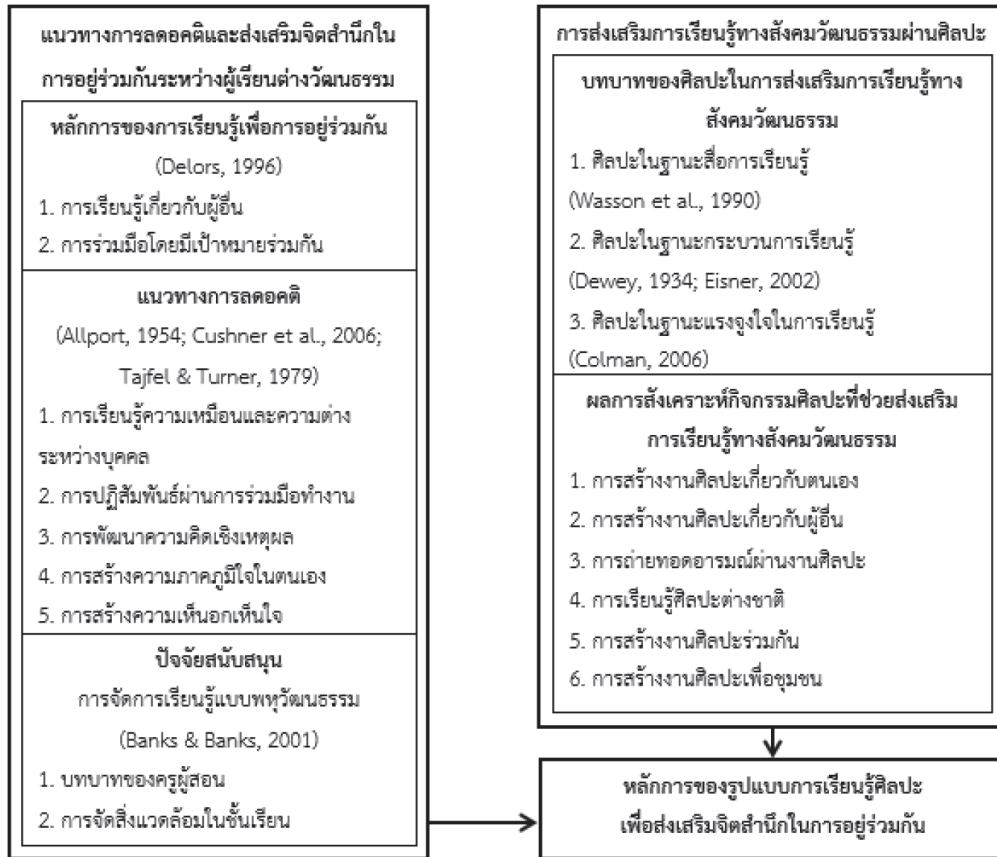 แนวทางการลดอคติและส่งเสริมจิตสำนึกใน
การอยู่ร่วมกันระหว่างผู้เรียนต่างวัฒนธรรม
หลักการของการเรียนรู้เพื่อการอยู่ร่วมกัน
(Delors, 1996)
1. การเรียนรู้เกี่ยวกับผู้อื่น
2. การร่วมมือโดยมีเป้าหมายร่วมกัน
แนวทางการลดอคติ
(Allport, 1954; Cushner et al., 2006;
Tajfel & Turner, 1979)
1. การเรียนรู้ความเหมือนและความต่าง
ระหว่างบุคคล
2. การปฏิสัมพันธ์ผ่านการร่วมมือทำงาน
3. การพัฒนาความคิดเชิงเหตุผล
4. การสร้างความภาคภูมิใจในตนเอง
5. การสร้างความเห็นอกเห็นใจ
ปัจจัยสนับสนุน
การจัดการเรียนรู้แบบพหุวัฒนธรรม
(Banks & Banks, 2001)
1. บทบาทของครูผู้สอน
2. การจัดสิ่งแวดล้อมในชั้นเรียน
การส่งเสริมการเรียนรู้ทางสังคมวัฒนธรรมผ่านศิลปะ
บทบาทของศิลปะในการส่งเสริมการเรียนรู้ทาง
สังคมวัฒนธรรม
1. ศิลปะในฐานะสื่อการเรียนรู้
(Wasson et al., 1990)
2. ศิลปะในฐานะกระบวนการเรียนรู้
(Dewey, 1934; Eisner, 2002)
3. ศิลปะในฐานะแรงจูงใจในการเรียนรู้
(Colman, 2006)
ผลการสังเคราะห์กิจกรรมศิลปะที่ช่วยส่งเสริม
การเรียนรู้ทางสังคมวัฒนธรรม
1. การสร้างงานศิลปะเกี่ยวกับตนเอง
2. การสร้างงานศิลปะเกี่ยวกับผู้อื่น
3. การถ่ายทอดอารมณ์ผ่านงานศิลปะ
4. การเรียนรู้ศิลปะต่างชาติ
5. การสร้างงานศิลปะร่วมกัน
6. การสร้างงานศิลปะเพื่อชุมชน
หลักการของรูปแบบการเรียนรู้ศิลปะ
เพื่อส่งเสริมจิตสำนึกในการอยู่ร่วมกัน